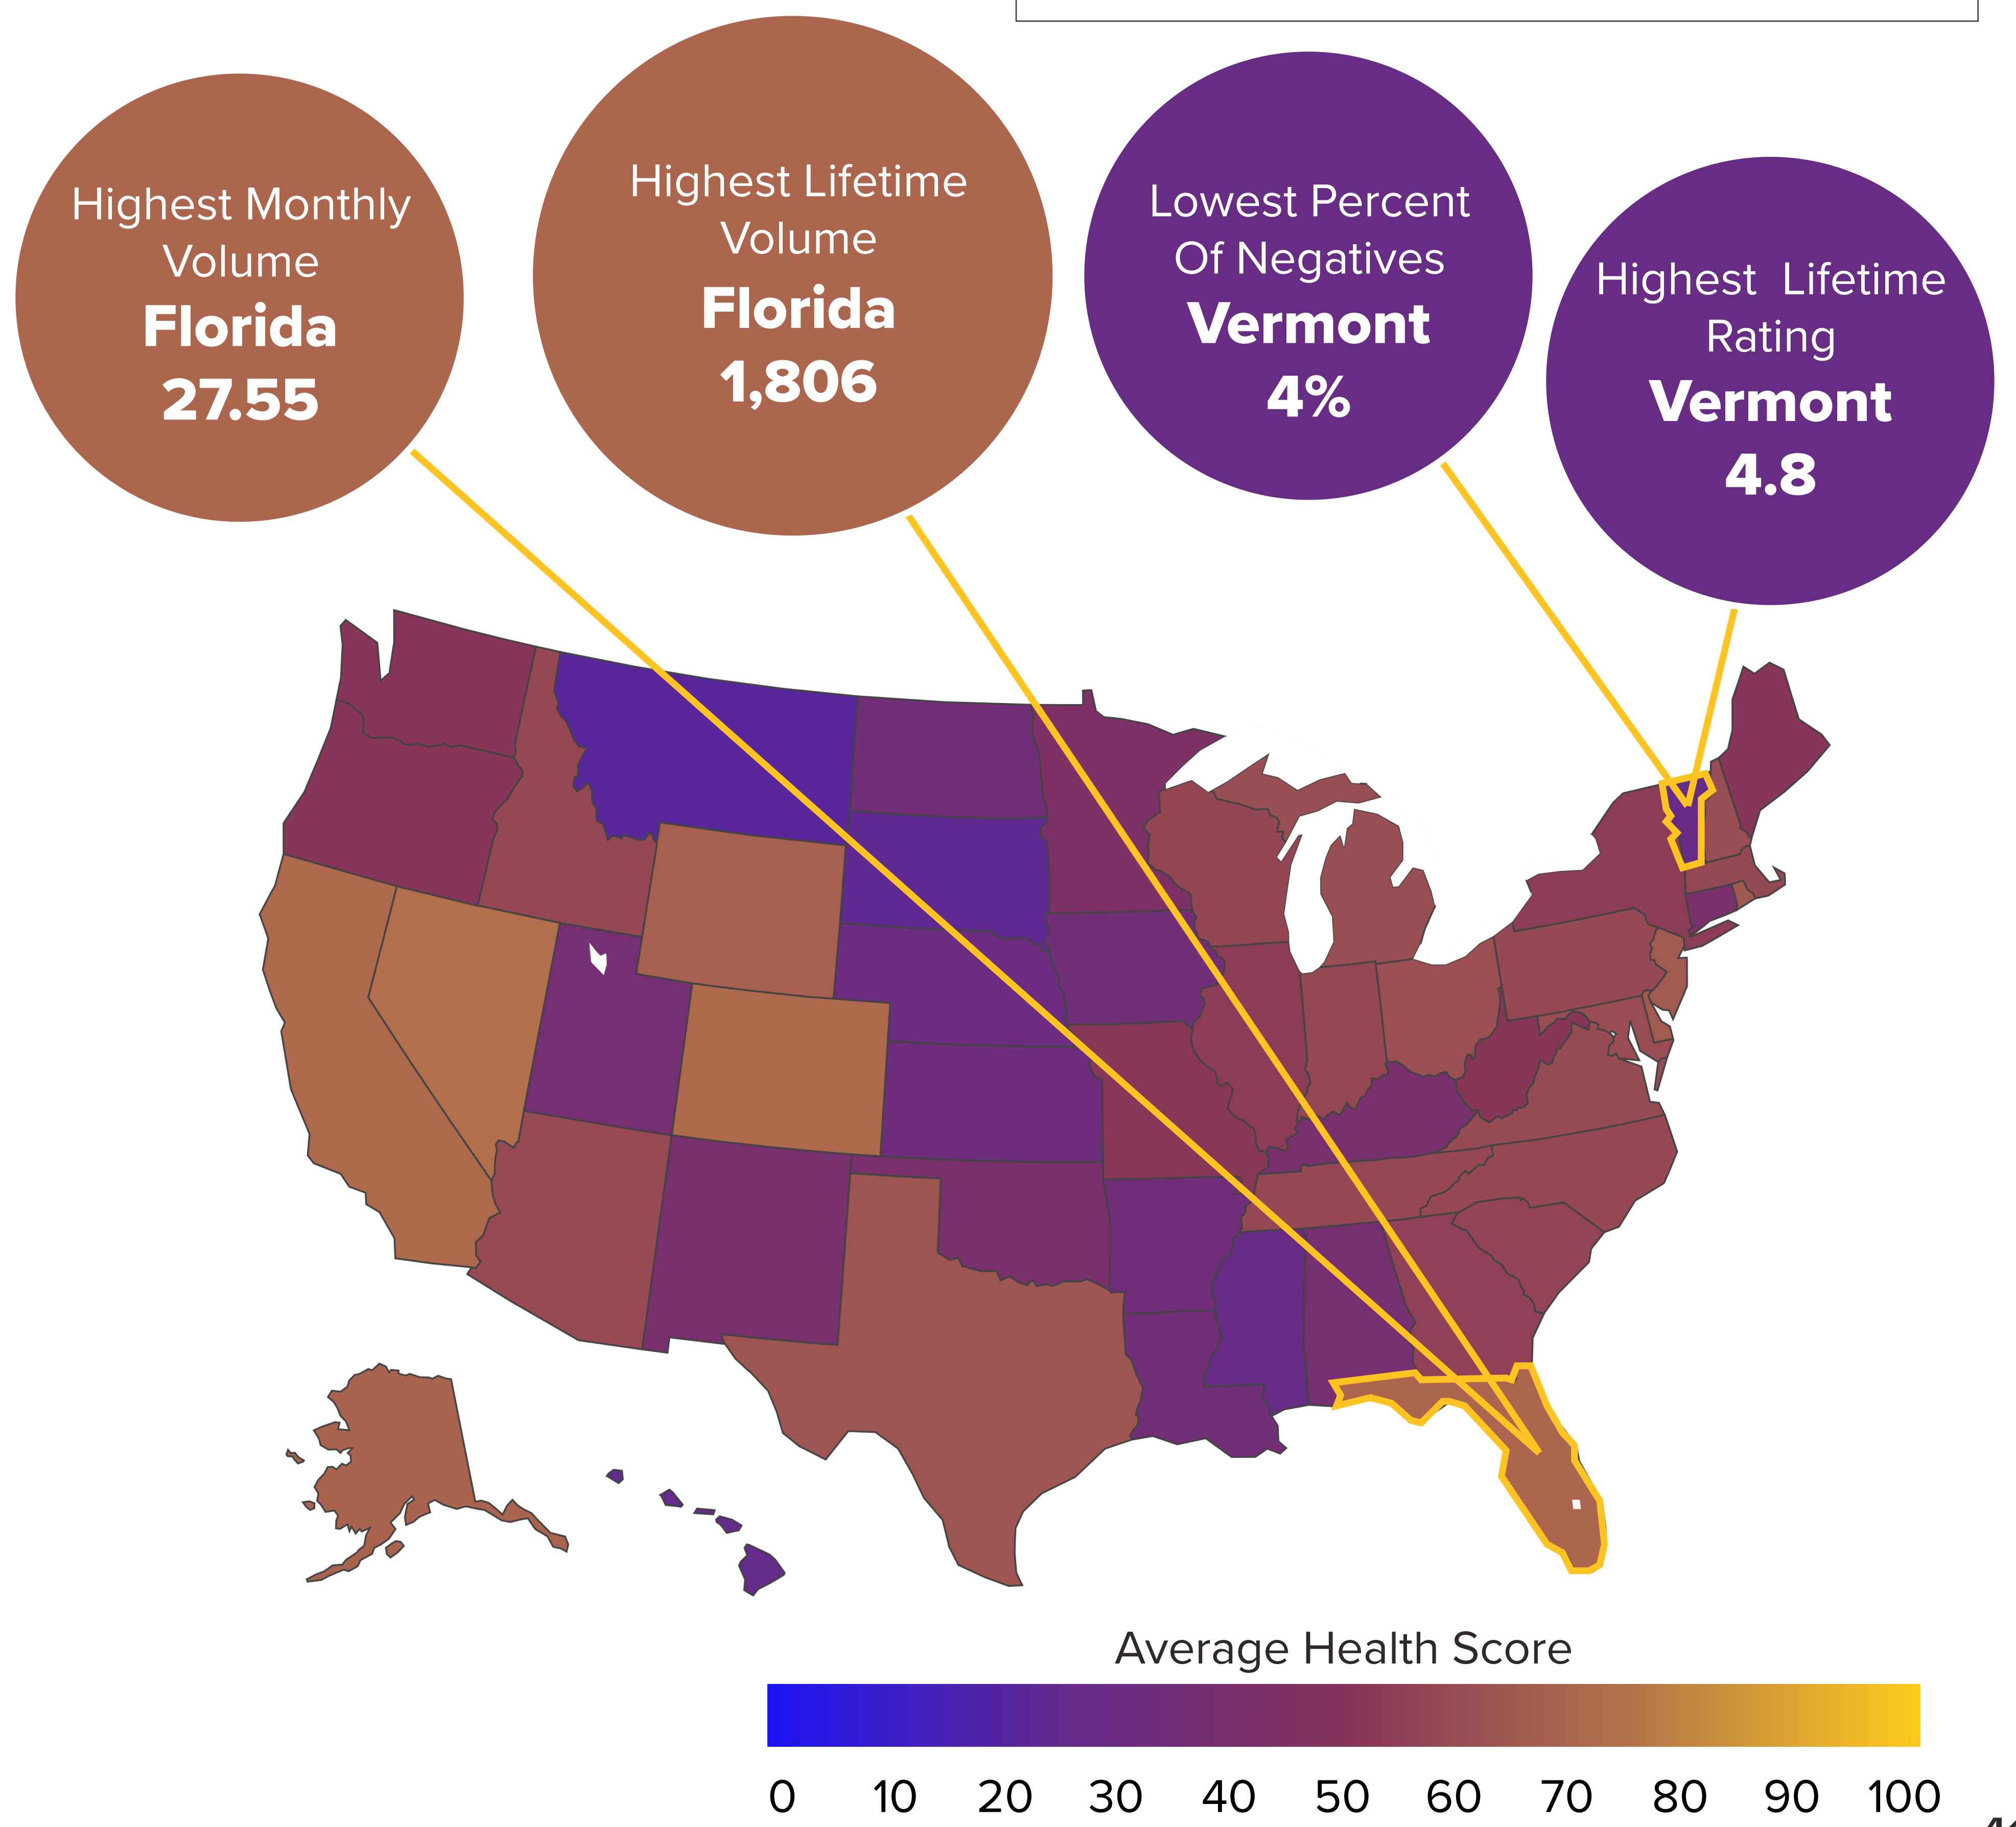 Highest Monthly
Volume
Florida
27.55
Highest Lifetime
Volume
Florida
1,806
Lowest Percent
Of Negatives
Vermont
4%
Highest Lifetime
Rating
Vermont
4.8
Average Health Score
0 10 20 30 40 50 60 70 80 90 100